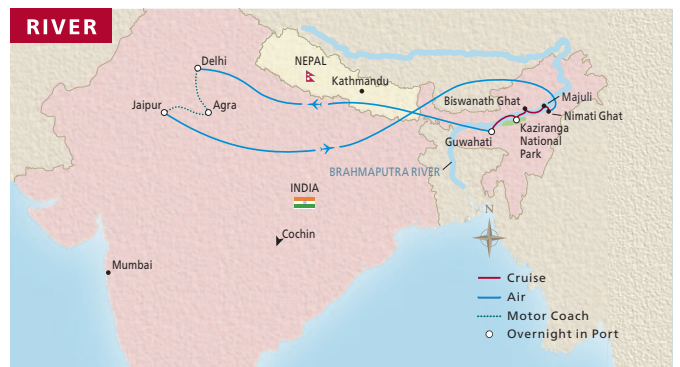 RIVER
Delhi
NEPAL
Kathmandu
Jaipur
Agra
Biswanath Ghat
Majuli
Nimati Ghat
Kaziranga
National
Park
Guwahati
BRAHMAPUTRA RIVER
INDIA
N
Cochin
Mumbai
Cruise
Air
Motor Coach
Overnight in Port